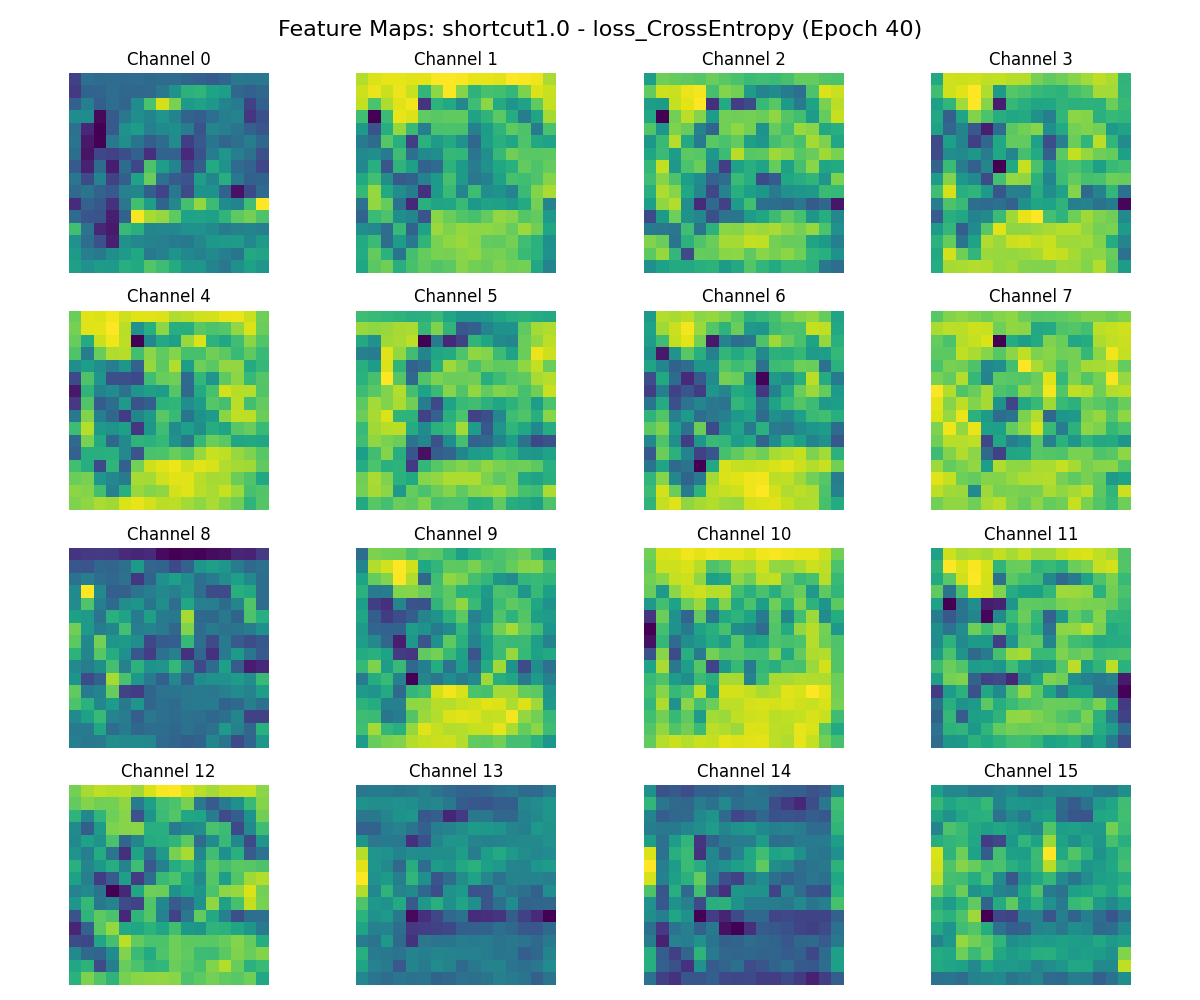 Feature Maps: shortcut1.0 - loss_CrossEntropy (Epoch 40)
Channel 0
Channel 1
Channel 2
Channel 3
Channel 4
Channel 5
Channel 6
Channel 7
Channel 8
Channel 9
Channel 10
Channel 11
Channel 12
Channel 13
Channel 14
Channel 15